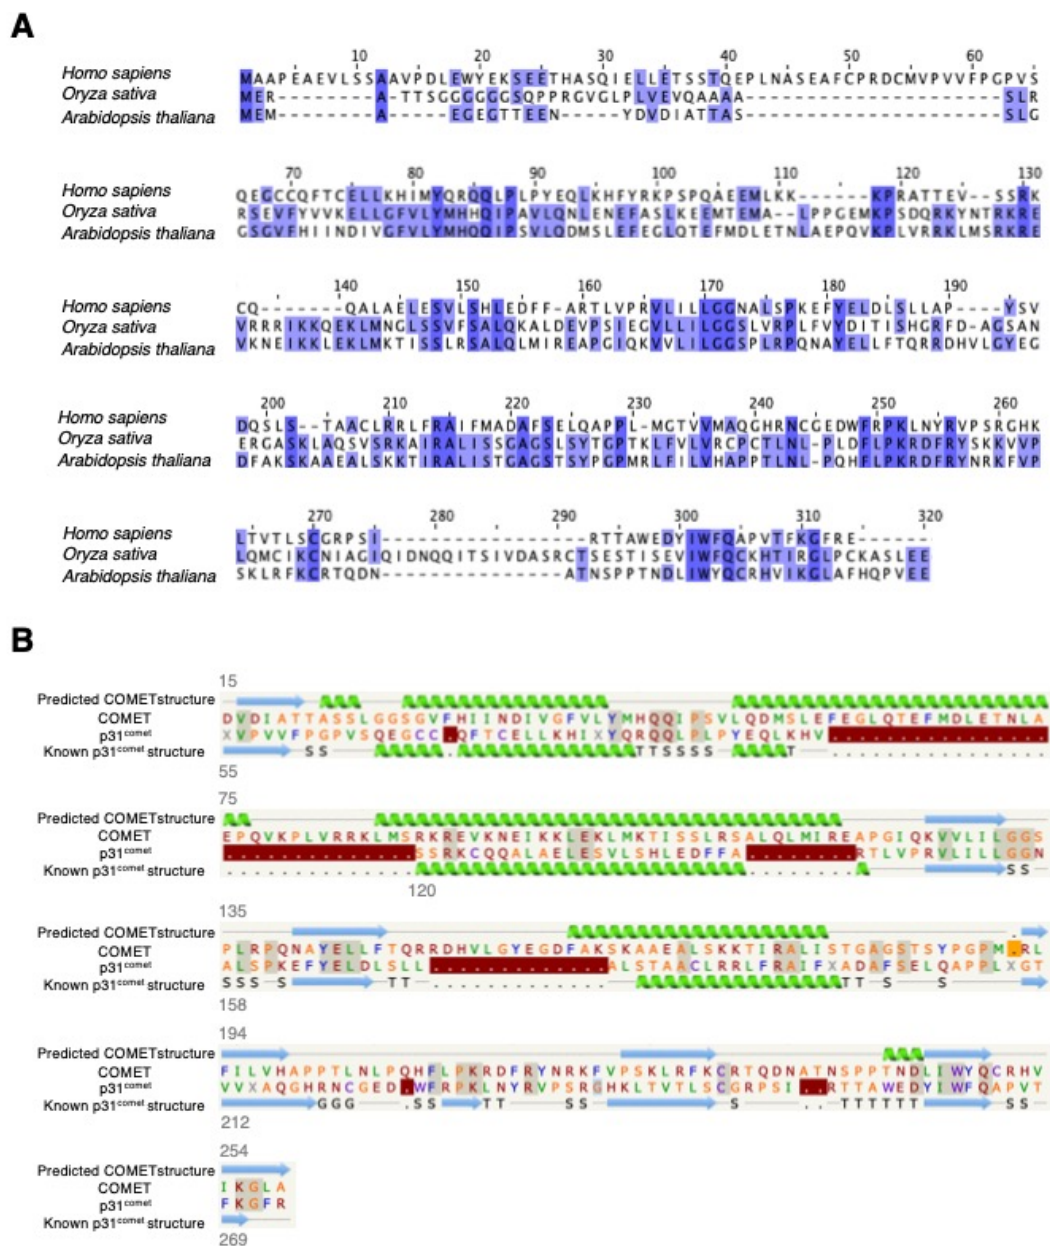 A
10 20 30 40 50 60
Homo sapiens MAAPEAEVLSSAAVPDLEWYEKSEETHASQIELLETSSTQEPLNASEAFCPRDCMVPVVFPGPVS
Oryza sativa MER--------A-TTSGGGGGGSQPPRGVGLPLVEVQAAAA---------------------SLR
Arabidopsis thaliana MEM--------A-----EGEGTTEEN-----YDVDIATTAS---------------------SLG
70 80 90 100 110 120 130
Homo sapiens QEGCCQFTCELLKHIMYQRQQLPLPYEQLKHFYRKPSPQAEEMLKK------KPRATTEV--SSRK
Oryza sativa RSEVFYVVKELLGFVLYMHHQIPAVLQNLENEFASLKEEMTEMA--LPPGEMKPSDQRKYNTRKRE
Arabidopsis thaliana GSGVFHIINDIVGFVLYMHQQIPSVLQDMSLEFEGLQTEFMDLETNLAEPQVKPLVRRKLMSRKRE
140 150 160 170 180 190
Homo sapiens CQ-------QALAELESVLSHLEDFF-ARTLVPRVLILLGGNALSPKEFYELDLSLLAP----YSV
Oryza sativa VRRRIKKQEKLMNGLSSVFSALQKALDEVPSIEGVLLILGGSLVRPLFVYDITISHGRFD-AGSAN
Arabidopsis thaliana VKNEIKKLEKLMKTISSLRSALQLMIREAPGIQKVVLILGGSPLRPQNAYELLFTQRRDHVLGYEG
200 210 220 230 240 250 260
Homo sapiens DQSLS--TAACLRRLFRAIFMADAFSELQAPPL-MGTVVMAQGHRNCGEDWFRPKLNYRVPSRGHK
Oryza sativa ERGASKLAQSVSRKAIRALISSGAGSLSYTGPTKLFVLVRCPCTLNL-PLDFLPKRDFRYSKKVVP
Arabidopsis thaliana DFAKSKAAEALSKKTIRALISTGAGSTSYPGPMRLFILVHAPPTLNL-PQHFLPKRDFRYNRKFVP
270 280 290 300 310 320
Homo sapiens LTVTLSCGRPSI-----------------RTTAWEDYIWFQAPVTFKGFRE------
Oryza sativa LQMCIKCNIAGIQIDNQQITSIVDASRCTSESTISEVIWFQCKHTIRGLPCKASLEE
Arabidopsis thaliana SKLRFKCRTQDN---------------ATNSPPTNDLIWYQCRHVIKGLAFHQPVEE
B
15
Predicted COMETstructure
COMET DVDIATTASSLGGSGVFHIINDIVGFVLYMHQQIPSVLQDMSLEFEGLQTEFMDLETNLA
p31comet XVPVVFPGPVSQEGCC.QFTCELLKHIXYQRQQLPLPYEQLKHV................
Known p31comet structure SS . TTSSSS T................
55
75
Predicted COMETstructure
COMET EPQVKPLVRRKLMSRKREVKNEIKKLEKLMKTISSLRSALQLMIREAPGIQKVVLILGGS
p31comet ..............SSRKCQQALAELESVLSHLEDFFA........RTLVPRVLILLGGN
Known p31comet structure .............. ........ SS
120
135
Predicted COMETstructure .
COMET PLRPQNAYELLFTQRRDHVLGYEGDFAKSKAAEALSKKTIRALISTGAGSTSYPGPM.RL
p31comet ALSPKEFYELDLSLL.............ALSTAACLRRLFRAIFXADAFSELQAPPLXGT
Known p31comet structure SSS S TT ............. TT S S
158
194
Predicted COMETstructure
COMET FILVHAPPTLNLPQHFLPKRDFRYNRKFVPSKLRFKCRTQDNATNSPPTNDLIWYQCRHV
p31comet VVXAQGHRNCGED.WFRPKLNYRVPSRGHKLTVTLSCGRPSI..RTTAWEDYIWFQAPVT
Known p31comet structure GGG .SS TT SS S .. TTTTTT SS
212
254
Predicted COMETstructure
COMET IKGLA
p31comet FKGFR
Known p31comet structure
269